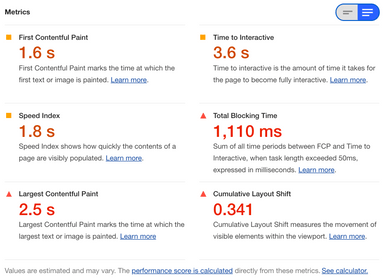 Metrics
First Contentful Paint
1.6 s
First Contentful Paint marks the time at which the
first text or image is painted. Learn more.
Time to Interactive
3.6 s
Time to interactive is the amount of time it takes for
the page to become fully interactive. Learn more.
Speed Index
1.8 s
Speed Index shows how quickly the contents of a
page are visibly populated. Learn more.
Total Blocking Time
1,110 ms
Sum of all time periods between FCP and Time to
Interactive, when task length exceeded 50ms,
expressed in milliseconds. Learn more.
Largest Contentful Paint
2.5 s
Largest Contentful Paint marks the time at which the
largest text or image is painted. Learn more
Cumulative Layout Shift
0.341
Cumulative Layout Shift measures the movement of
visible elements within the viewport. Learn more.
Values are estimated and may vary. The performance score is calculated directly from these metrics. See calculator.